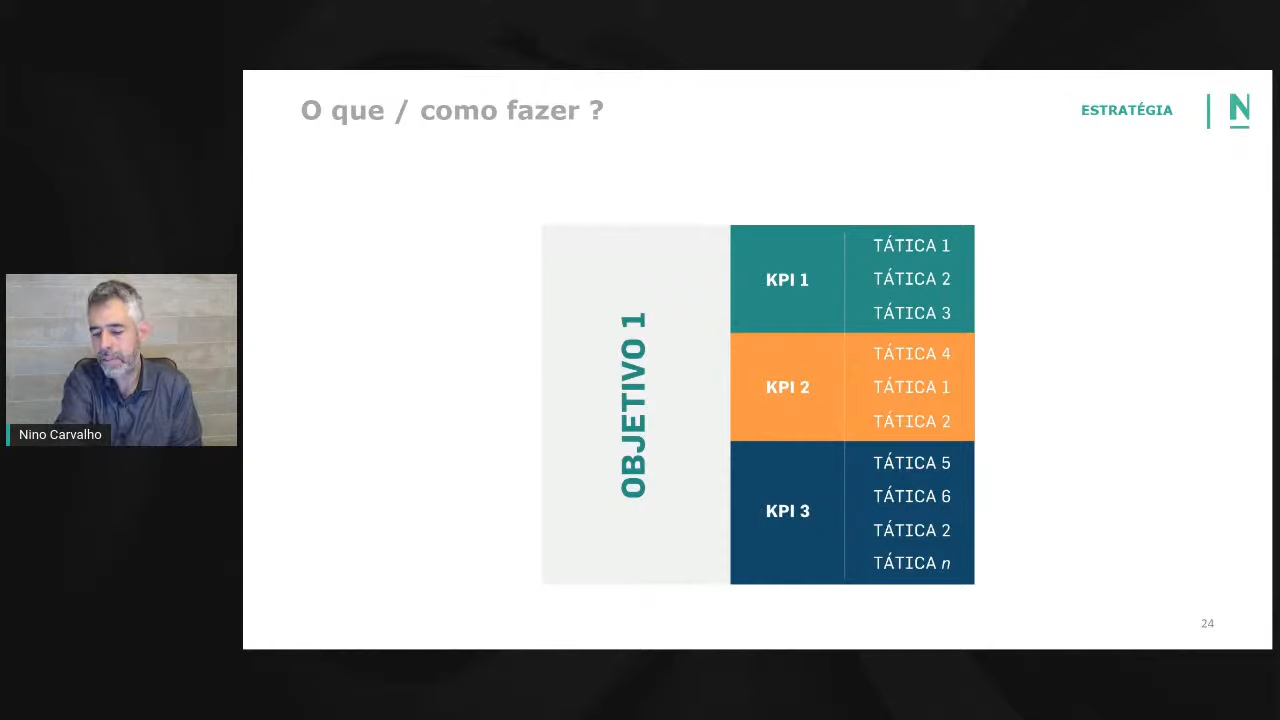 O que / como fazer ?
ESTRATÉGIA
N
OBJETIVO 1
KPI 1
TÁTICA 1
TÁTICA 2
TÁTICA 3
KPI 2
TÁTICA 4
TÁTICA 1
TÁTICA 2
KPI 3
TÁTICA 5
TÁTICA 6
TÁTICA 2
TÁTICA n
Nino Carvalho
24